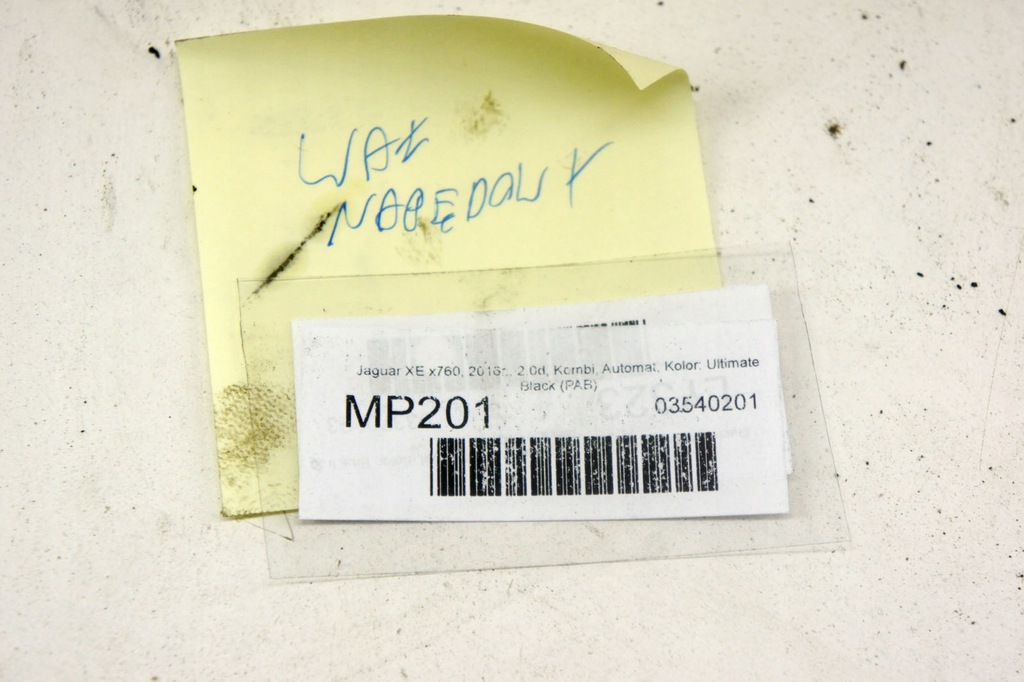 WAŁ
NAPĘDOWY
Jaguar XE x760, 2016r., 2.0d, Kombi, Automat, Kolor: Ultimate
Black (PAB)
MP201
03540201